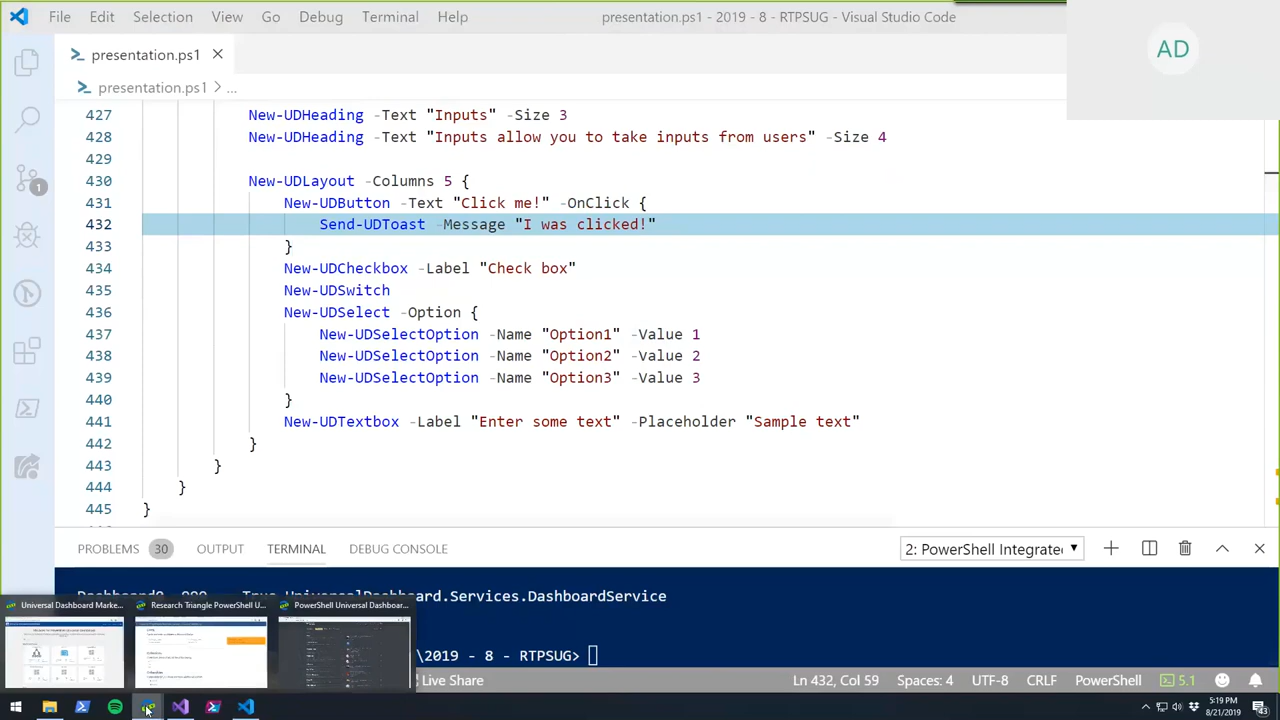 File Edit Selection View Go Debug Terminal Help presentation.ps1 - 2019 - 8 - RTPSUG - Visual Studio Code
AD
presentation.ps1
presentation.ps1 > ...
427 New-UDHeading -Text "Inputs" -Size 3
428 New-UDHeading -Text "Inputs allow you to take inputs from users" -Size 4
429
430 New-UDLayout -Columns 5 {
431 New-UDButton -Text "Click me!" -OnClick {
432 Send-UDToast -Message "I was clicked!"
433 }
434 New-UDCheckbox -Label "Check box"
435 New-UDSwitch
436 New-UDSelect -Option {
437 New-UDSelectOption -Name "Option1" -Value 1
438 New-UDSelectOption -Name "Option2" -Value 2
439 New-UDSelectOption -Name "Option3" -Value 3
440 }
441 New-UDTextbox -Label "Enter some text" -Placeholder "Sample text"
442 }
443 }
444 }
445 }
1
PROBLEMS 30 OUTPUT TERMINAL DEBUG CONSOLE 2: PowerShell Integrate
True UniversalDashboard.Services.DashboardService
Universal Dashboard Marke... Research Triangle PowerShell U... PowerShell Universal Dashboar...
\2019 - 8 - RTPSUG>
Live Share Ln 432, Col 59 Spaces: 4 UTF-8 CRLF PowerShell
5:19 PM
8/21/2019
43